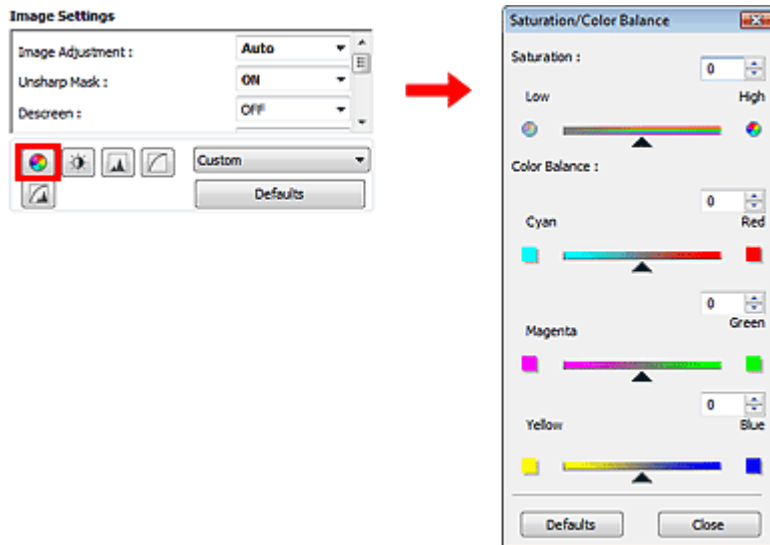 Image Settings
Image Adjustment : Auto
Unsharp Mask : ON
Descreen : OFF
Custom
Defaults
Saturation/Color Balance
Saturation :
0
Low High
Color Balance :
0
Cyan Red
0
Magenta Green
0
Yellow Blue
Defaults Close